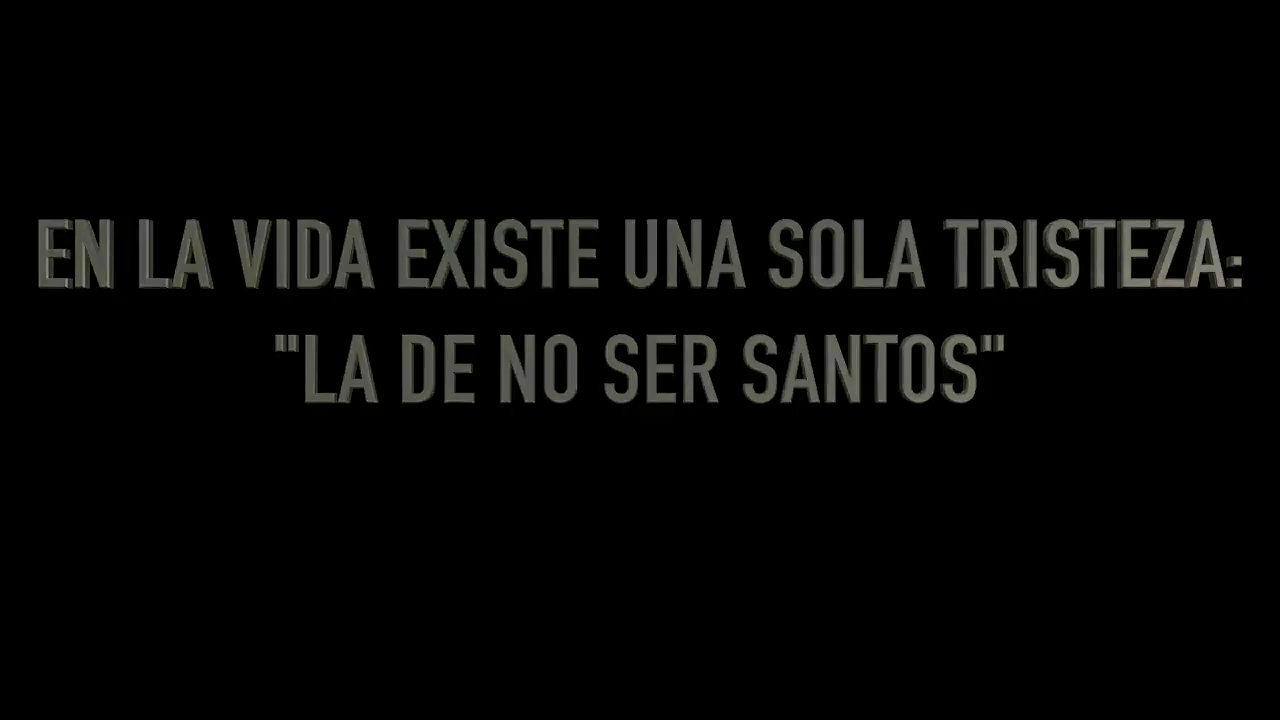 EN LA VIDA EXISTE UNA SOLA TRISTEZA:
"LA DE NO SER SANTOS"